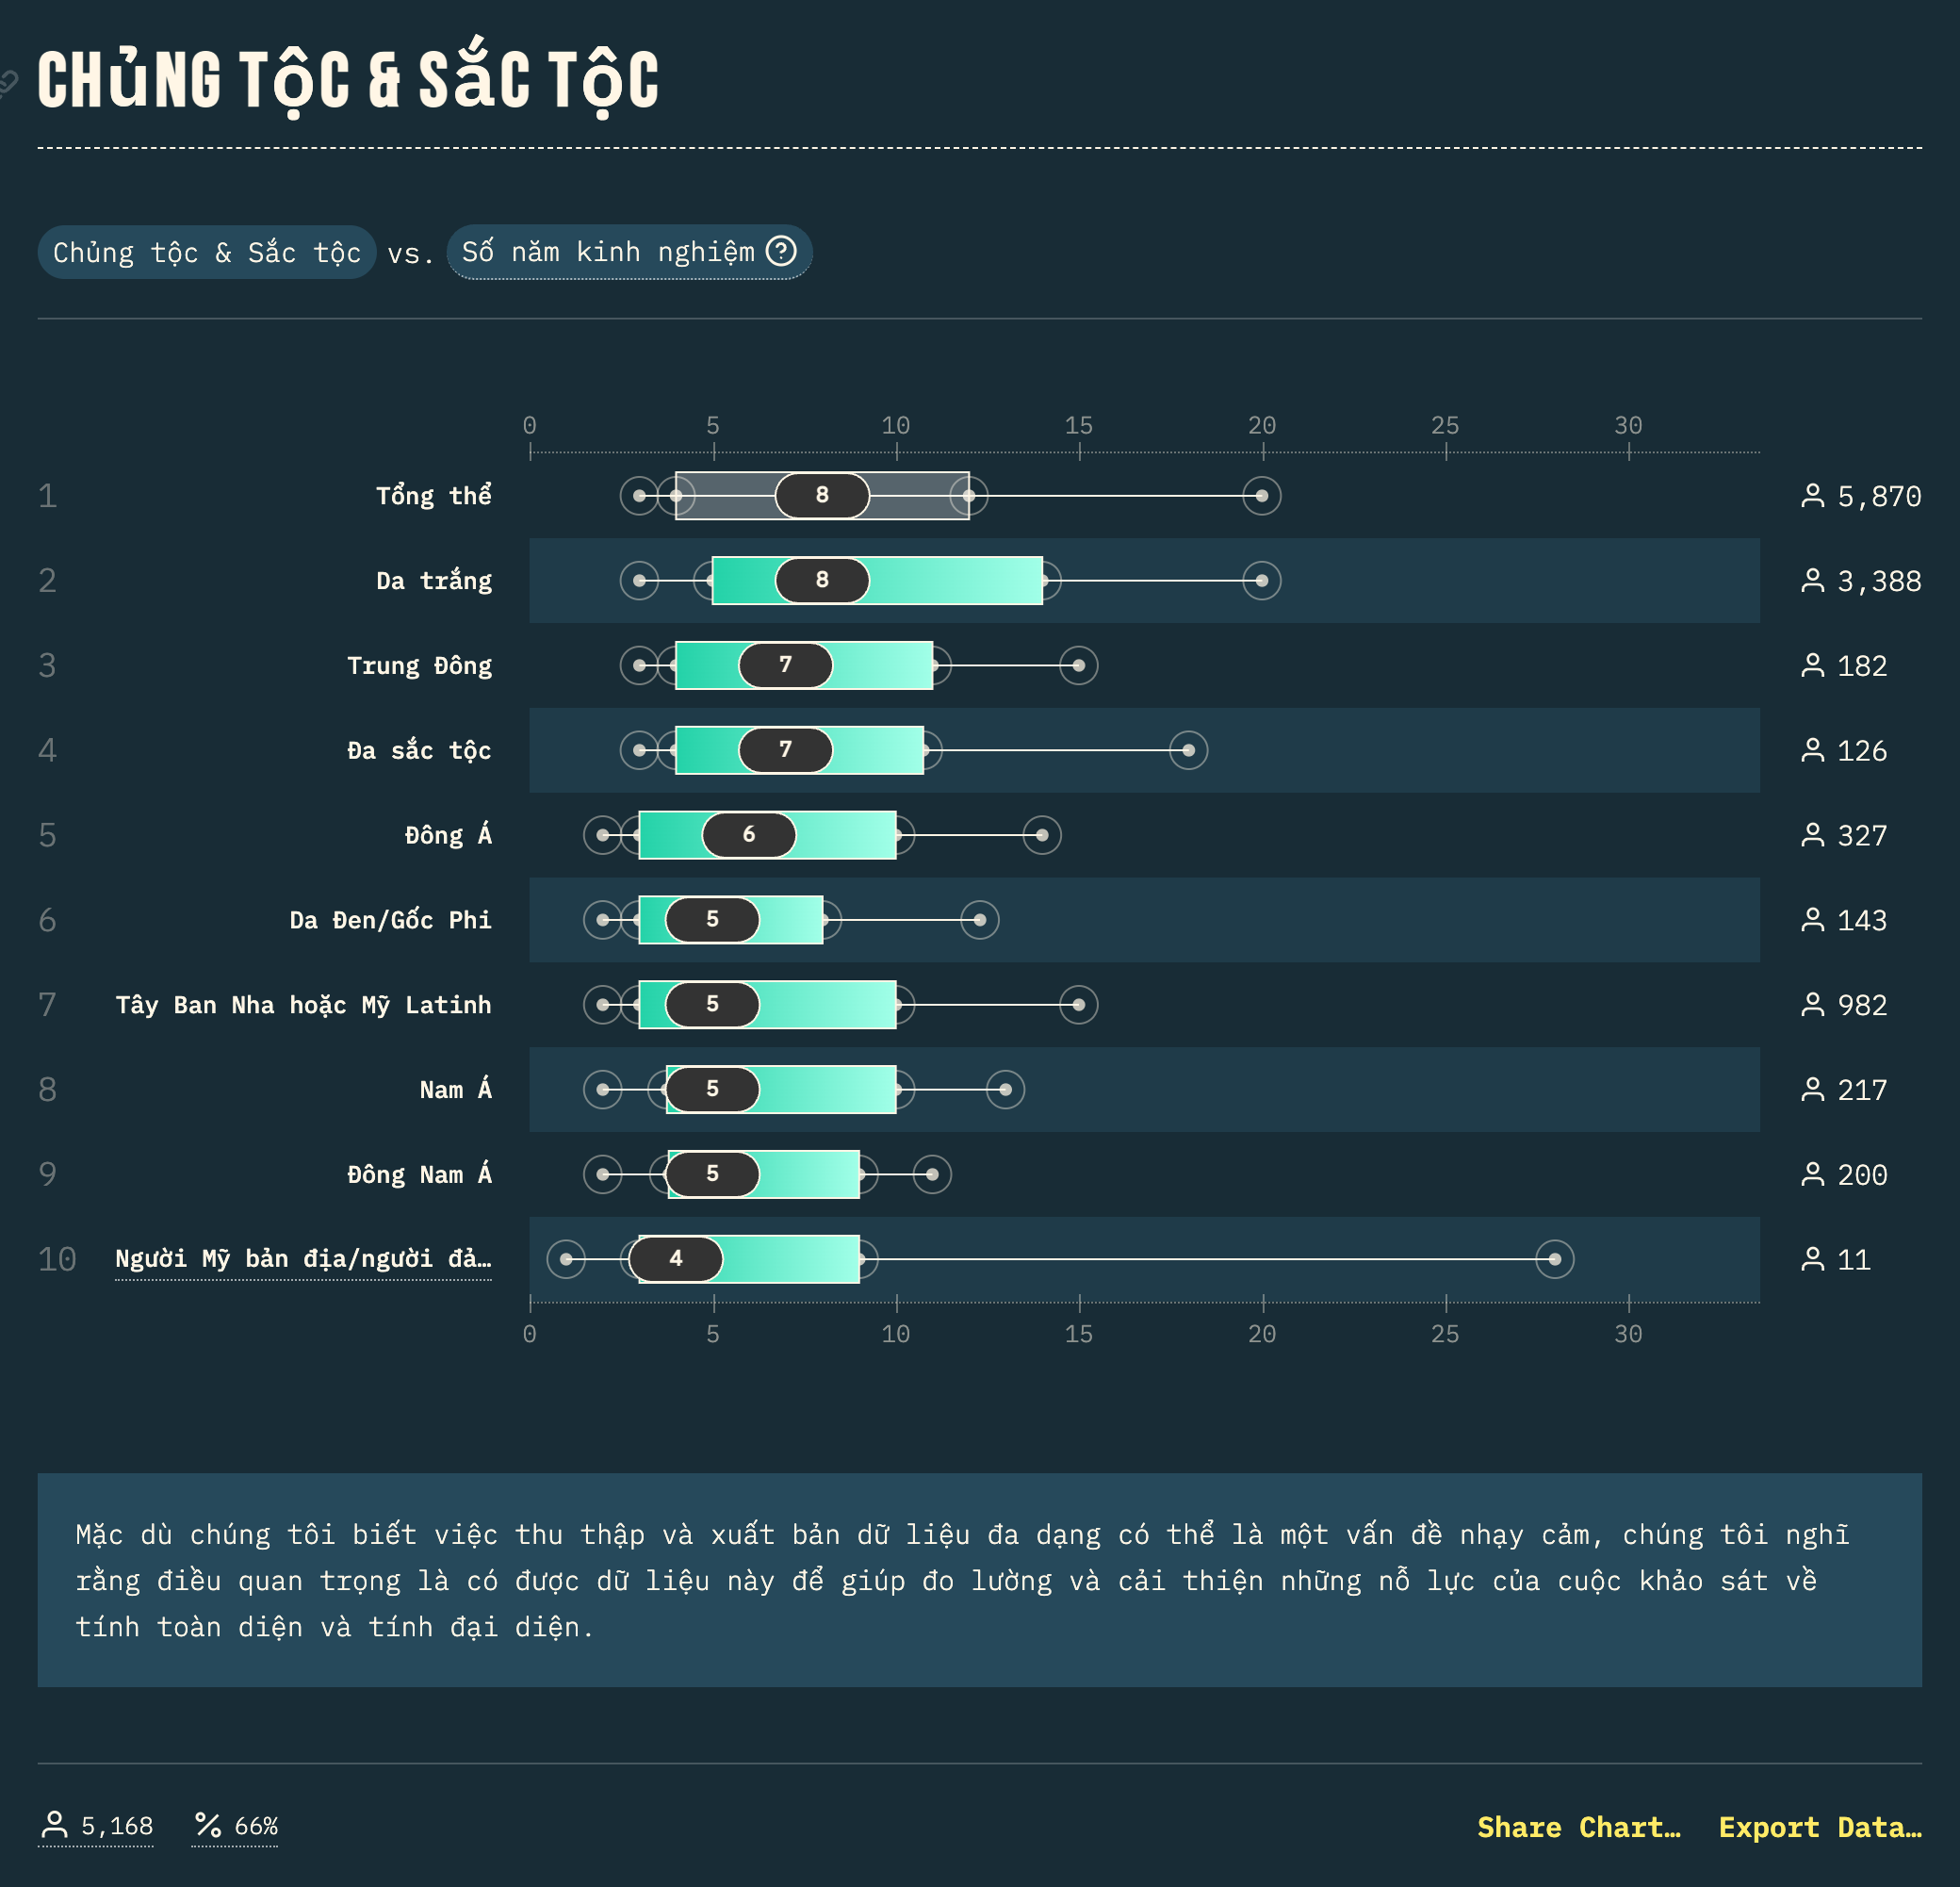 CHủNG TộC & SắC TộC
Chủng tộc & Sắc tộc vs. Số năm kinh nghiệm ?
0 5 10 15 20 25 30
1 Tổng thể 8 5,870
2 Da trắng 8 3,388
3 Trung Đông 7 182
4 Đa sắc tộc 7 126
5 Đông Á 6 327
6 Da Đen/Gốc Phi 5 143
7 Tây Ban Nha hoặc Mỹ Latinh 5 982
8 Nam Á 5 217
9 Đông Nam Á 5 200
10 Người Mỹ bản địa/người đả… 4 11
0 5 10 15 20 25 30
Mặc dù chúng tôi biết việc thu thập và xuất bản dữ liệu đa dạng có thể là một vấn đề nhạy cảm, chúng tôi nghĩ
rằng điều quan trọng là có được dữ liệu này để giúp đo lường và cải thiện những nỗ lực của cuộc khảo sát về
tính toàn diện và tính đại diện.
5,168 % 66% Share Chart… Export Data…